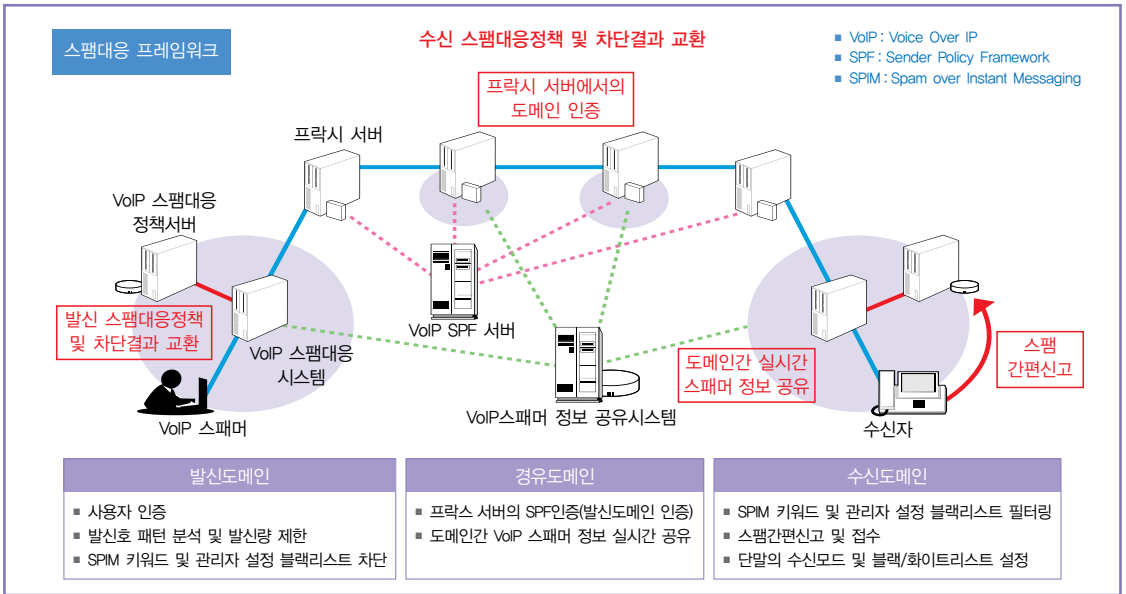 스팸대응 프레임워크
수신 스팸대응정책 및 차단결과 교환
■ VoIP : Voice Over IP
■ SPF : Sender Policy Framework
■ SPIM : Spam over Instant Messaging
프락시 서버에서의
도메인 인증
프락시 서버
VoIP 스팸대응
정책서버
발신 스팸대응정책
및 차단결과 교환
VoIP SPF 서버
VoIP 스팸대응
시스템
도메인간 실시간
스패머 정보 공유
스팸
간편신고
VoIP 스패머
VoIP스패머 정보 공유시스템
수신자
발신도메인
■ 사용자 인증
■ 발신호 패턴 분석 및 발신량 제한
■ SPIM 키워드 및 관리자 설정 블랙리스트 차단
경유도메인
■ 프락스 서버의 SPF인증(발신도메인 인증)
■ 도메인간 VoIP 스패머 정보 실시간 공유
수신도메인
■ SPIM 키워드 및 관리자 설정 블랙리스트 필터링
■ 스팸간편신고 및 접수
■ 단말의 수신모드 및 블랙/화이트리스트 설정